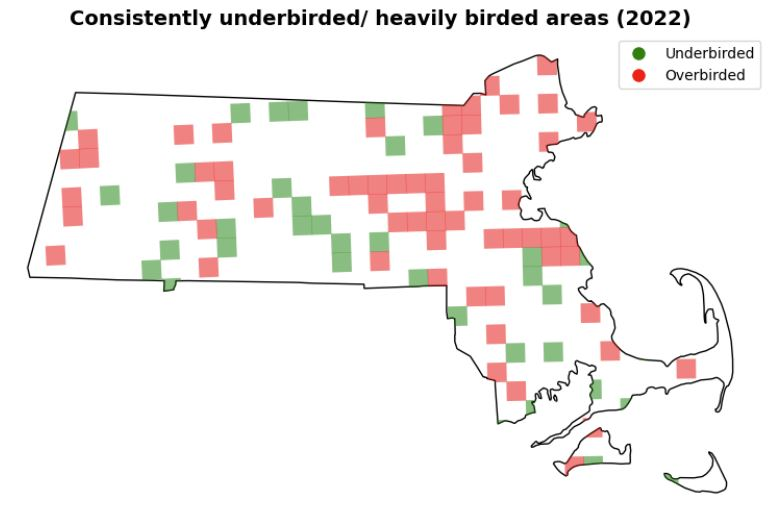 Consistently underbirded/ heavily birded areas (2022)
Underbirded
Overbirded